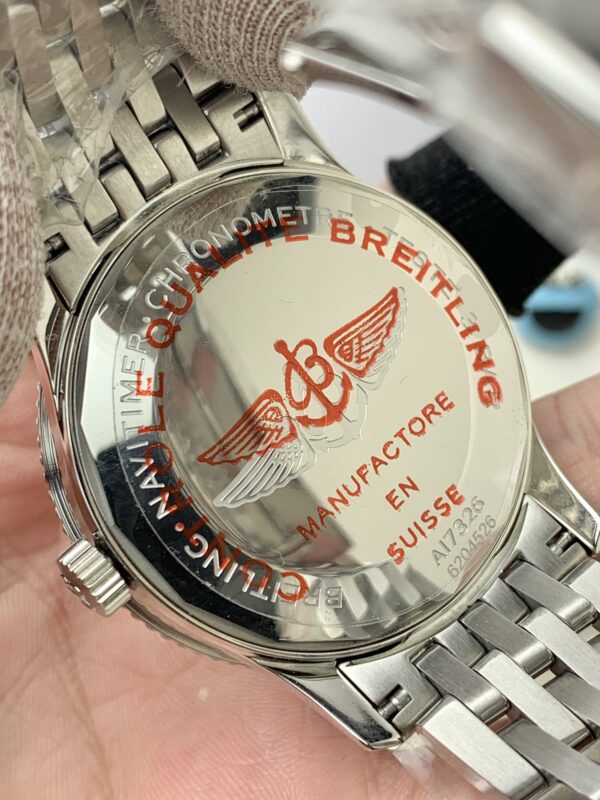 CONTROLE QUALITE BREITLING
BREITLING · NAVITIMER · CHRONOMETRE
B
MANUFACTORE
EN
SUISSE
A17326
6204526